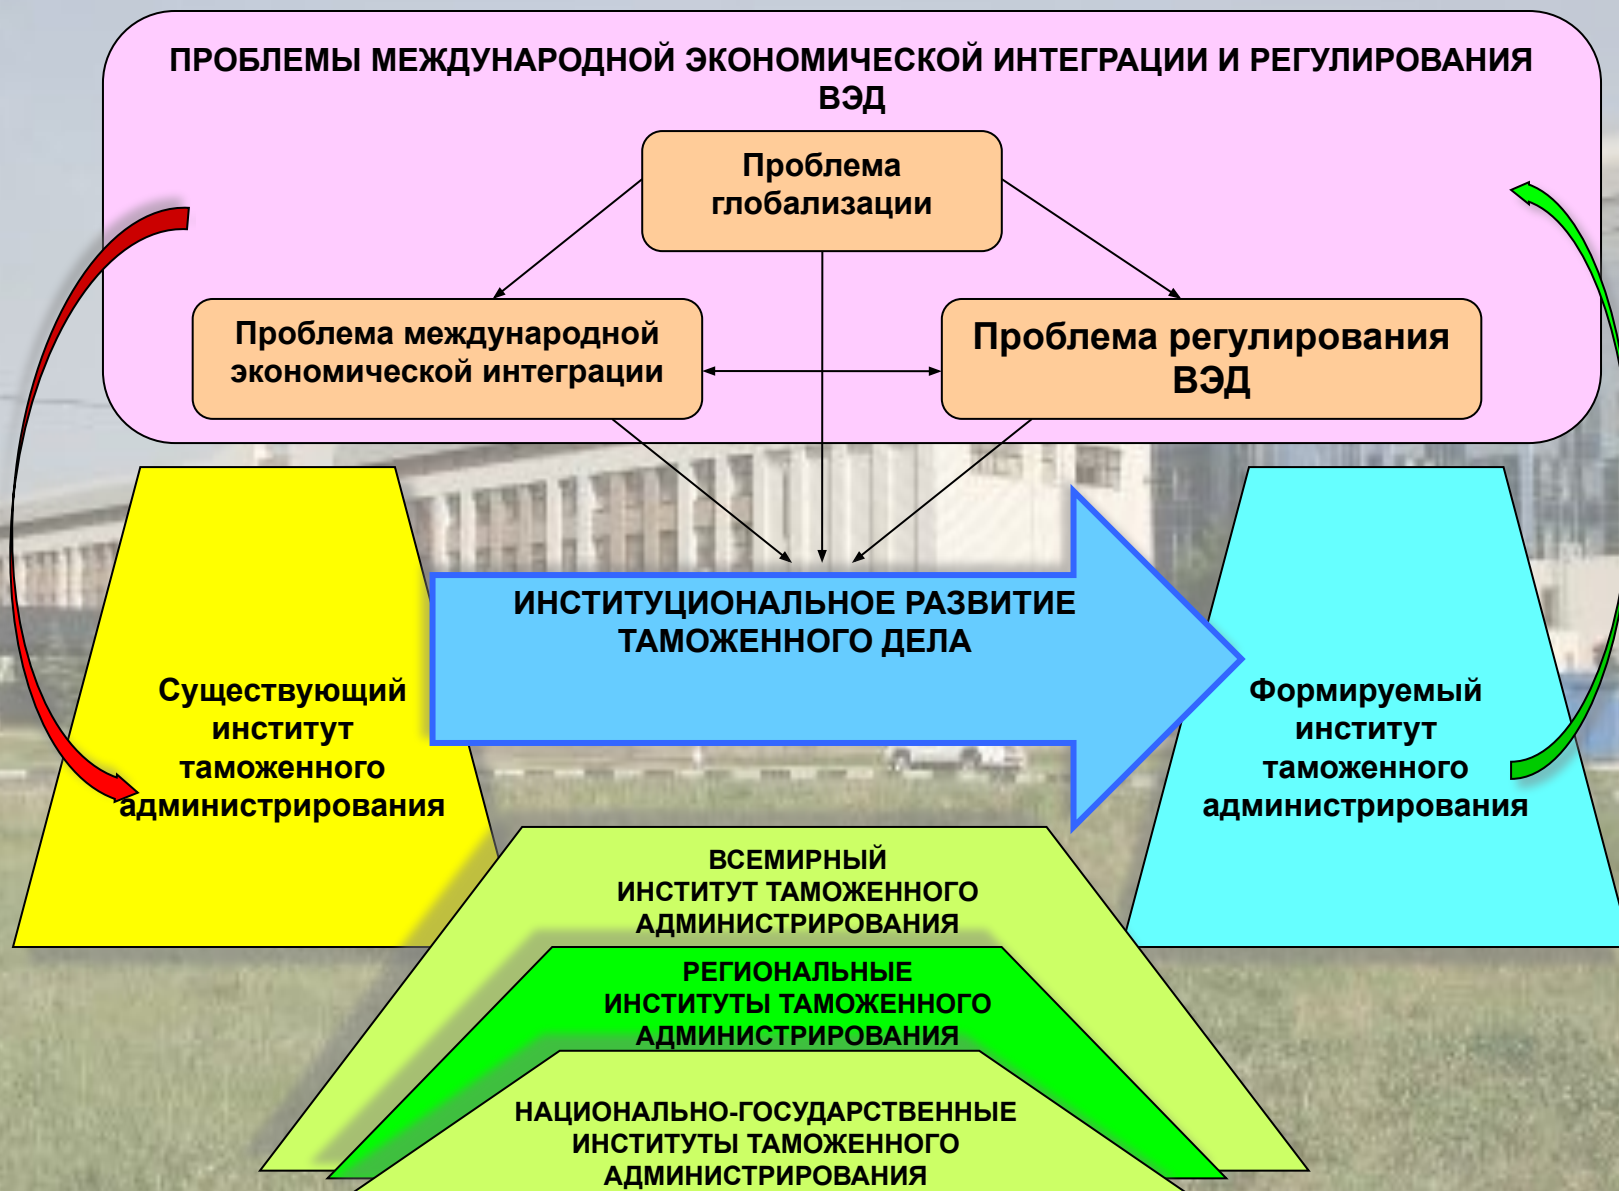 ПРОБЛЕМЫ МЕЖДУНАРОДНОЙ ЭКОНОМИЧЕСКОЙ ИНТЕГРАЦИИ И РЕГУЛИРОВАНИЯ
ВЭД
Проблема
глобализации
Проблема международной
экономической интеграции
Проблема регулирования
ВЭД
ИНСТИТУЦИОНАЛЬНОЕ РАЗВИТИЕ
ТАМОЖЕННОГО ДЕЛА
Существующий
институт
таможенного
администрирования
Формируемый
институт
таможенного
администрирования
ВСЕМИРНЫЙ
ИНСТИТУТ ТАМОЖЕННОГО
АДМИНИСТРИРОВАНИЯ
РЕГИОНАЛЬНЫЕ
ИНСТИТУТЫ ТАМОЖЕННОГО
АДМИНИСТРИРОВАНИЯ
НАЦИОНАЛЬНО-ГОСУДАРСТВЕННЫЕ
ИНСТИТУТЫ ТАМОЖЕННОГО
АДМИНИСТРИРОВАНИЯ